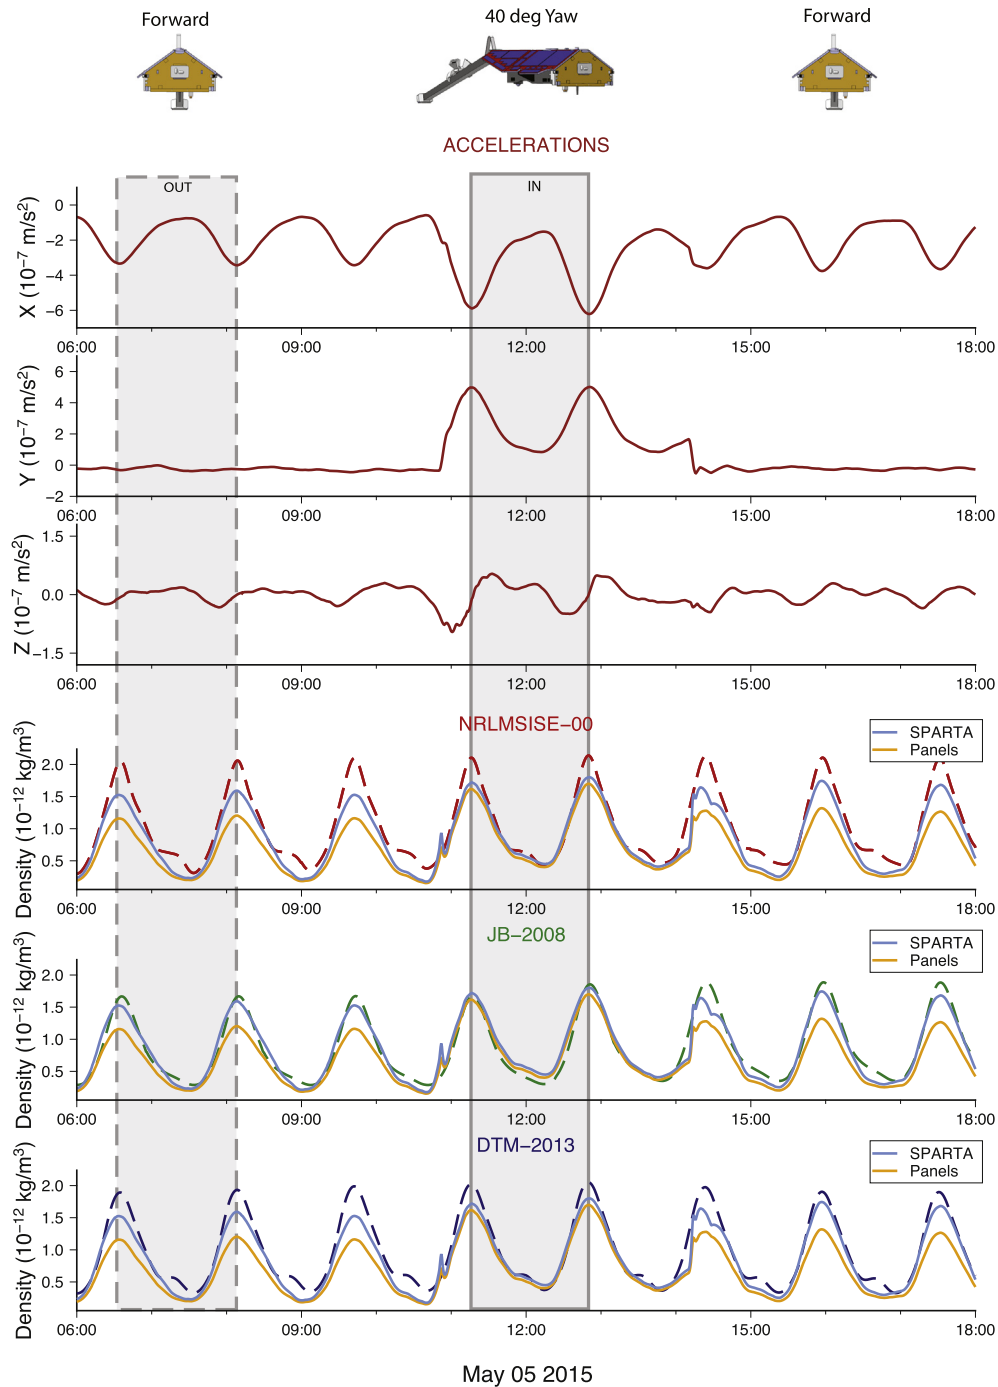 Forward
40 deg Yaw
Forward
ACCELERATIONS
OUT
IN
X (10−7 m/s2)
0
−2
−4
−6
06:00
09:00
12:00
15:00
18:00
Y (10−7 m/s2)
6
4
2
0
−2
06:00
09:00
12:00
15:00
18:00
Z (10−7 m/s2)
1.5
0.0
−1.5
06:00
09:00
12:00
15:00
18:00
NRLMSISE−00
SPARTA
Panels
Density (10−12 kg/m3)
2.0
1.5
1.0
0.5
06:00
09:00
12:00
15:00
18:00
JB−2008
SPARTA
Panels
Density (10−12 kg/m3)
2.0
1.5
1.0
0.5
06:00
09:00
12:00
15:00
18:00
DTM−2013
SPARTA
Panels
Density (10−12 kg/m3)
2.0
1.5
1.0
0.5
06:00
09:00
12:00
15:00
18:00
May 05 2015